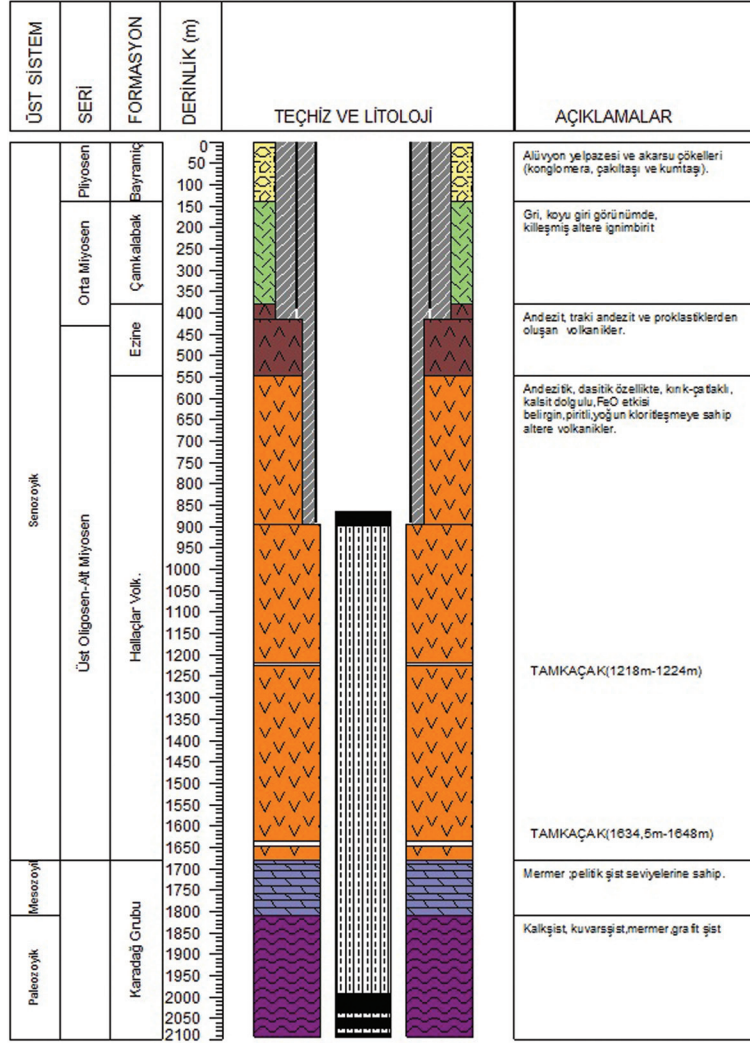 ÜST SİSTEM
SERİ
FORMASYON
DERİNLİK (m)
TEÇHİZ VE LİTOLOJİ
AÇIKLAMALAR
Senozoyik
Mesozoyik
Paleozoyik
Pliyosen
Orta Miyosen
Üst Oligosen-Alt Miyosen
Bayramiç
Çamkalabak
Ezine
Hallaçlar Volk.
Karadağ Grubu
0
50
100
150
200
250
300
350
400
450
500
550
600
650
700
750
800
850
900
950
1000
1050
1100
1150
1200
1250
1300
1350
1400
1450
1500
1550
1600
1650
1700
1750
1800
1850
1900
1950
2000
2050
2100
Alüvyon yelpazesi ve akarsu çökelleri
(konglomera, çakıltaşı ve kumtaşı).
Gri, koyu giri görünümde,
killeşmiş altere ignimbirit
Andezit, traki andezit ve proklastiklerden
oluşan volkanikler.
Andezitik, dasitik özellikte, kırık-çatlaklı,
kalsit dolgulu,FeO etkisi
belirgin,piritli,yoğun kloritleşmeye sahip
altere volkanikler.
TAMKAÇAK(1218m-1224m)
TAMKAÇAK(1634,5m-1648m)
Mermer ;pelitik şist seviyelerine sahip.
Kalkşist, kuvarsşist,mermer,grafit şist